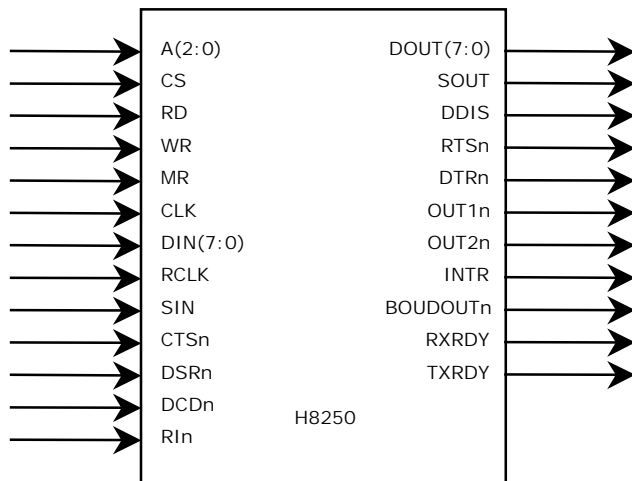 A(2:0) DOUT(7:0)
CS SOUT
RD DDIS
WR RTSn
MR DTRn
CLK OUT1n
DIN(7:0) OUT2n
RCLK INTR
SIN BOUDOUTn
CTSn RXRDY
DSRn TXRDY
DCDn
H8250
RIn